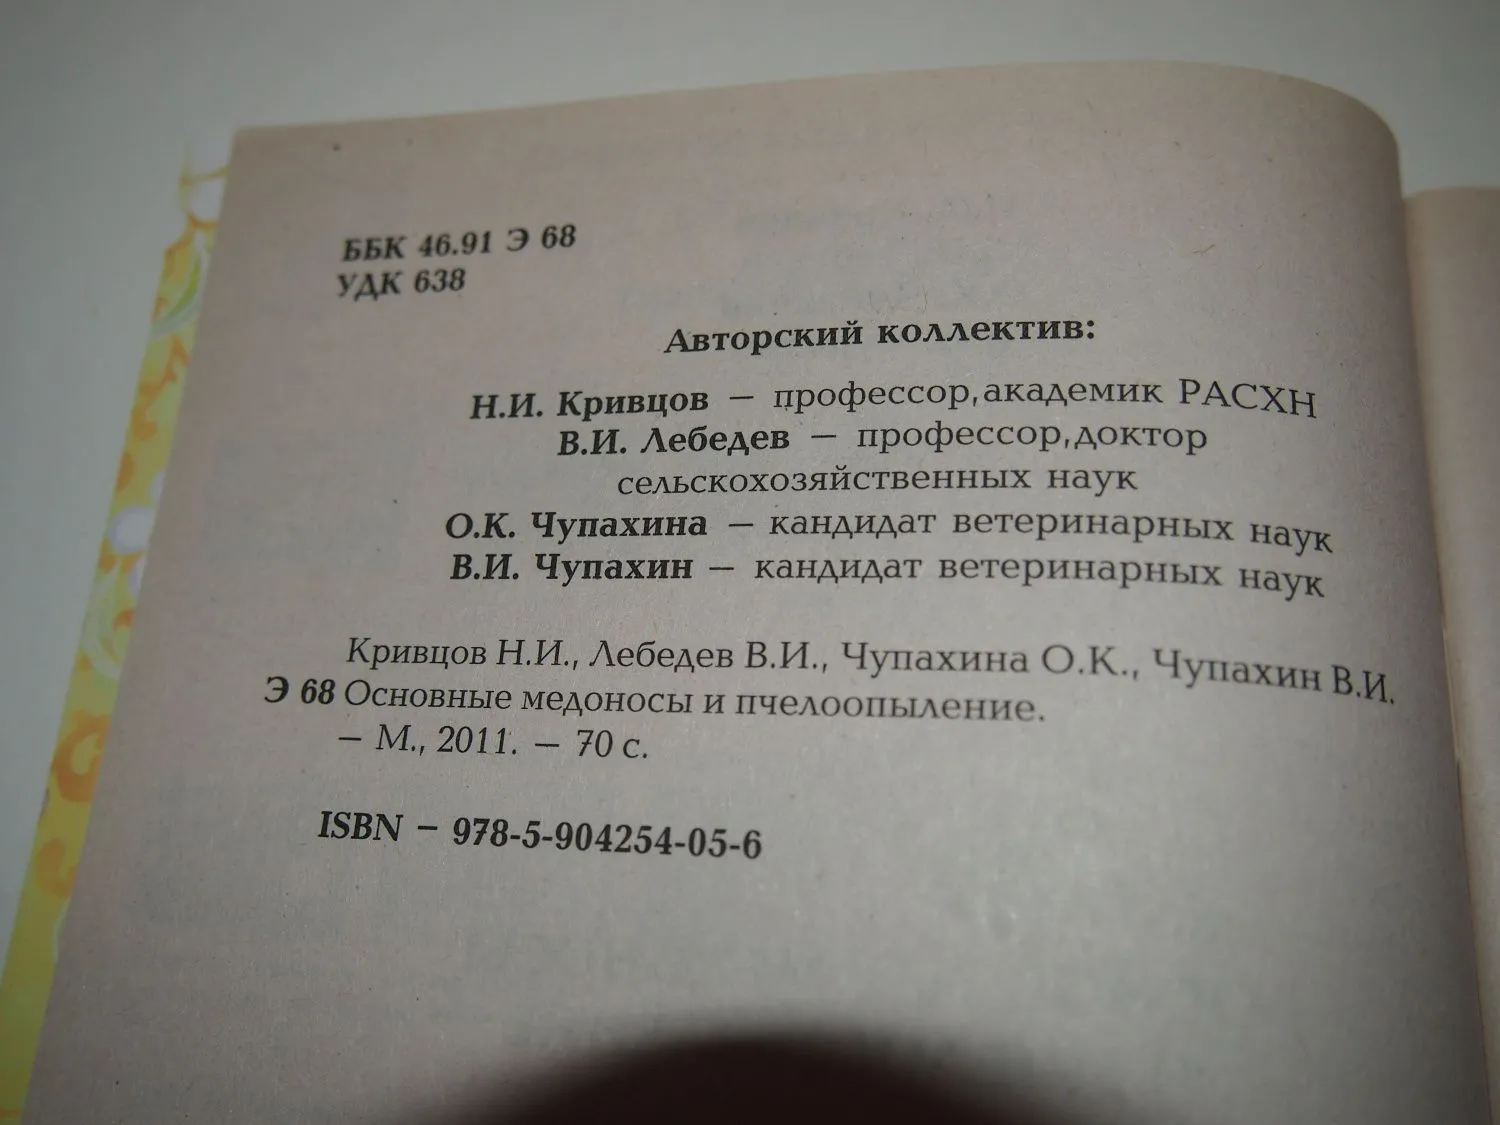 ББК 46.91 Э 68
УДК 638
Авторский коллектив:
Н.И. Кривцов — профессор,академик РАСХН
В.И. Лебедев — профессор,доктор
сельскохозяйственных наук
О.К. Чупахина — кандидат ветеринарных наук
В.И. Чупахин — кандидат ветеринарных наук
Кривцов Н.И., Лебедев В.И., Чупахина О.К., Чупахин В.И.
Э 68 Основные медоносы и пчелоопыление.
— М., 2011. — 70 с.
ISBN — 978-5-904254-05-6